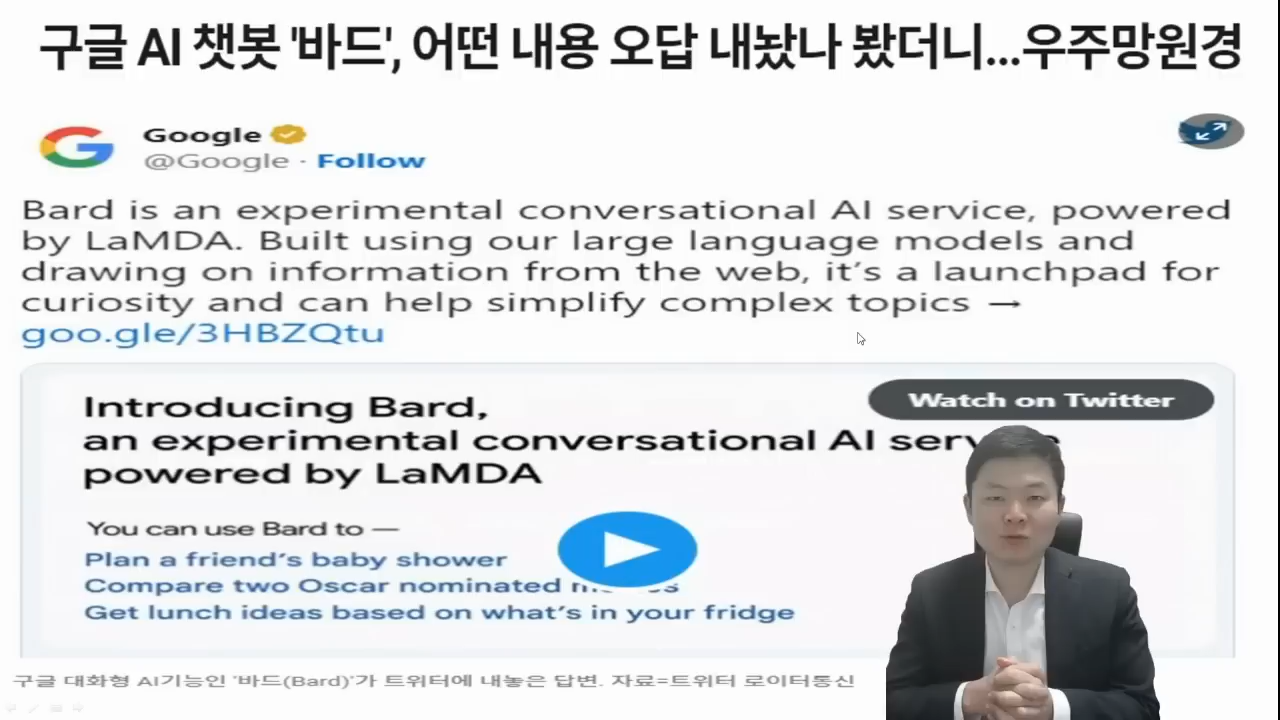 구글 AI 챗봇 '바드', 어떤 내용 오답 내놨나 봤더니...우주망원경
Google
@Google · Follow
Bard is an experimental conversational AI service, powered
by LaMDA. Built using our large language models and
drawing on information from the web, it's a launchpad for
curiosity and can help simplify complex topics →
goo.gle/3HBZQtu
Watch on Twitter
Introducing Bard,
an experimental conversational AI
powered by LaMDA
You can use Bard to —
Plan a friend's baby shower
Compare two Oscar nominated
Get lunch ideas based on what's in your fridge
구글 대화형 AI기능인 '바드(Bard)'가 트위터에 내놓은 답변. 자료=트위터 로이터통신